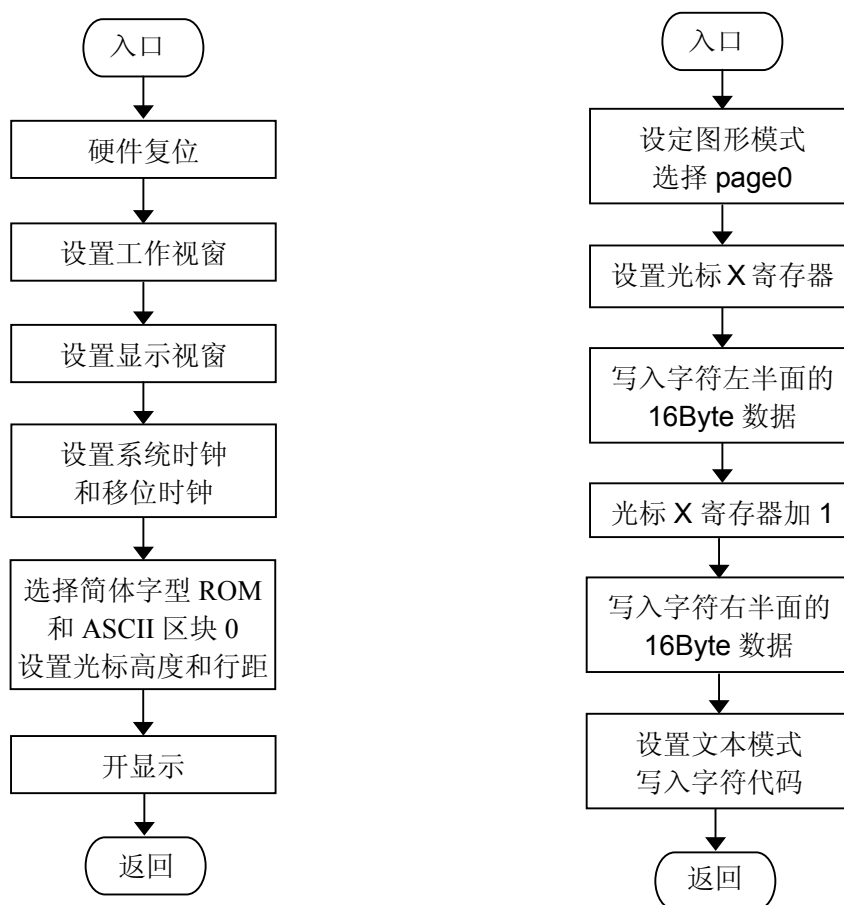 入口
硬件复位
设置工作视窗
设置显示视窗
设置系统时钟
和移位时钟
选择简体字型 ROM
和 ASCII 区块 0
设置光标高度和行距
开显示
返回
入口
设定图形模式
选择 page0
设置光标 X 寄存器
写入字符左半面的
16Byte 数据
光标 X 寄存器加 1
写入字符右半面的
16Byte 数据
设置文本模式
写入字符代码
返回